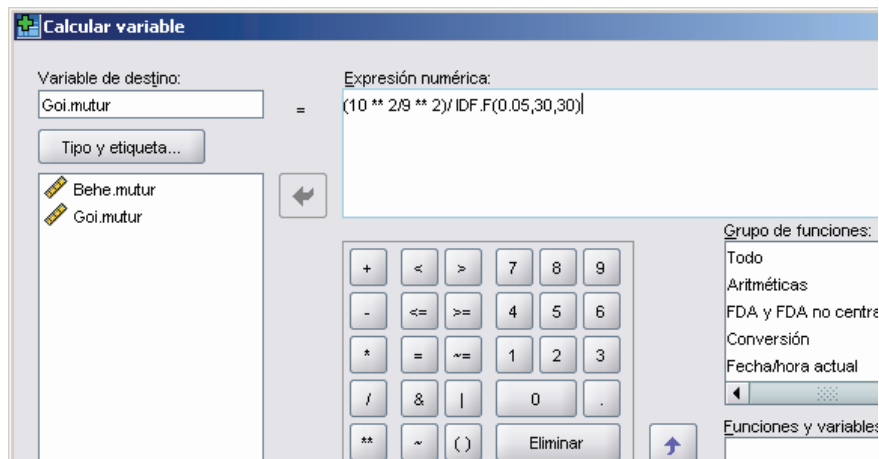 Calcular variable
Variable de destino:
Expresión numérica:
Goi.mutur
=
(10 ** 2/9 ** 2)/ IDF.F(0.05,30,30)
Tipo y etiqueta...
Behe.mutur
Goi.mutur
Grupo de funciones:
Todo
Aritméticas
FDA y FDA no centra
Conversión
Fecha/hora actual
+ < > 7 8 9
- <= >= 4 5 6
* = ~= 1 2 3
/ & | 0 .
** ~ ( ) Eliminar
Funciones y variables